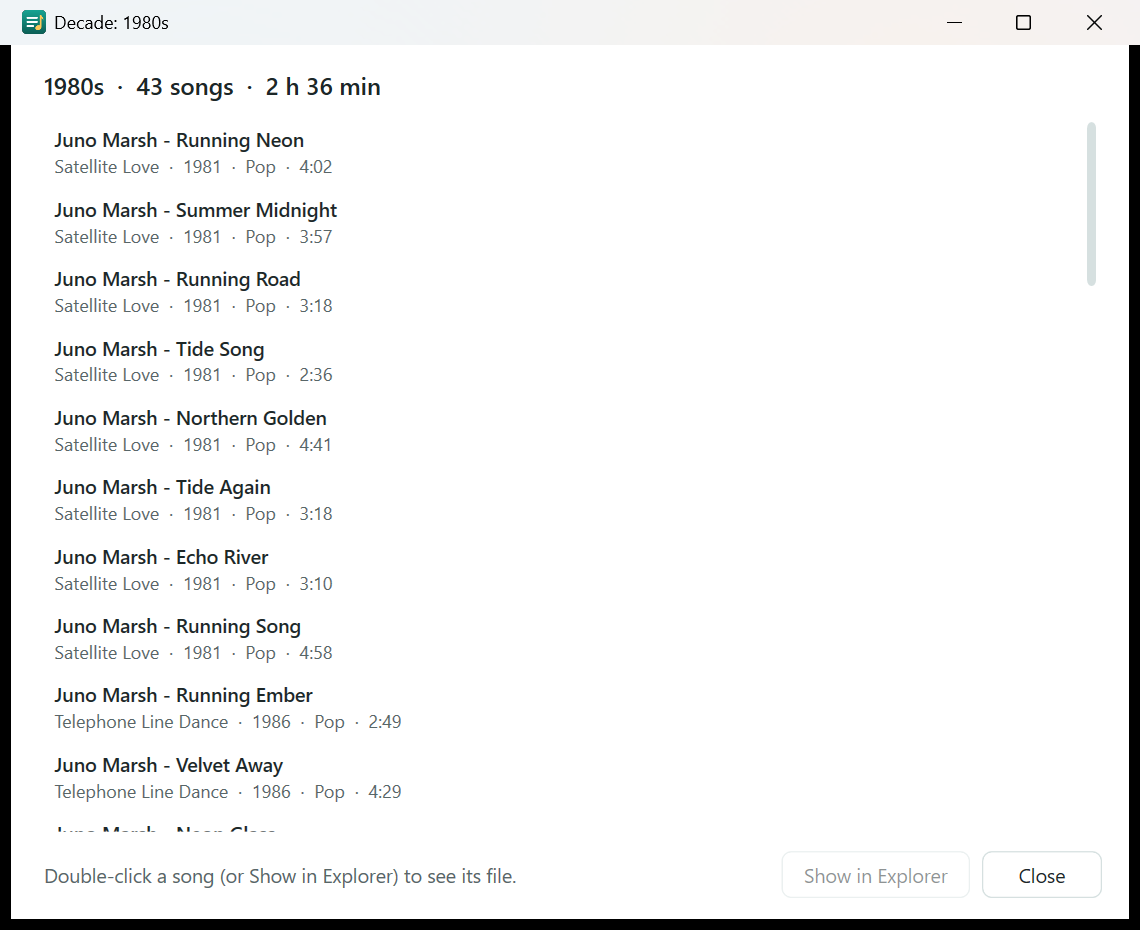 Decade: 1980s
1980s · 43 songs · 2 h 36 min
Juno Marsh - Running Neon
Satellite Love · 1981 · Pop · 4:02
Juno Marsh - Summer Midnight
Satellite Love · 1981 · Pop · 3:57
Juno Marsh - Running Road
Satellite Love · 1981 · Pop · 3:18
Juno Marsh - Tide Song
Satellite Love · 1981 · Pop · 2:36
Juno Marsh - Northern Golden
Satellite Love · 1981 · Pop · 4:41
Juno Marsh - Tide Again
Satellite Love · 1981 · Pop · 3:18
Juno Marsh - Echo River
Satellite Love · 1981 · Pop · 3:10
Juno Marsh - Running Song
Satellite Love · 1981 · Pop · 4:58
Juno Marsh - Running Ember
Telephone Line Dance · 1986 · Pop · 2:49
Juno Marsh - Velvet Away
Telephone Line Dance · 1986 · Pop · 4:29
Juno Marsh - Neon
Double-click a song (or Show in Explorer) to see its file.
Show in Explorer
Close